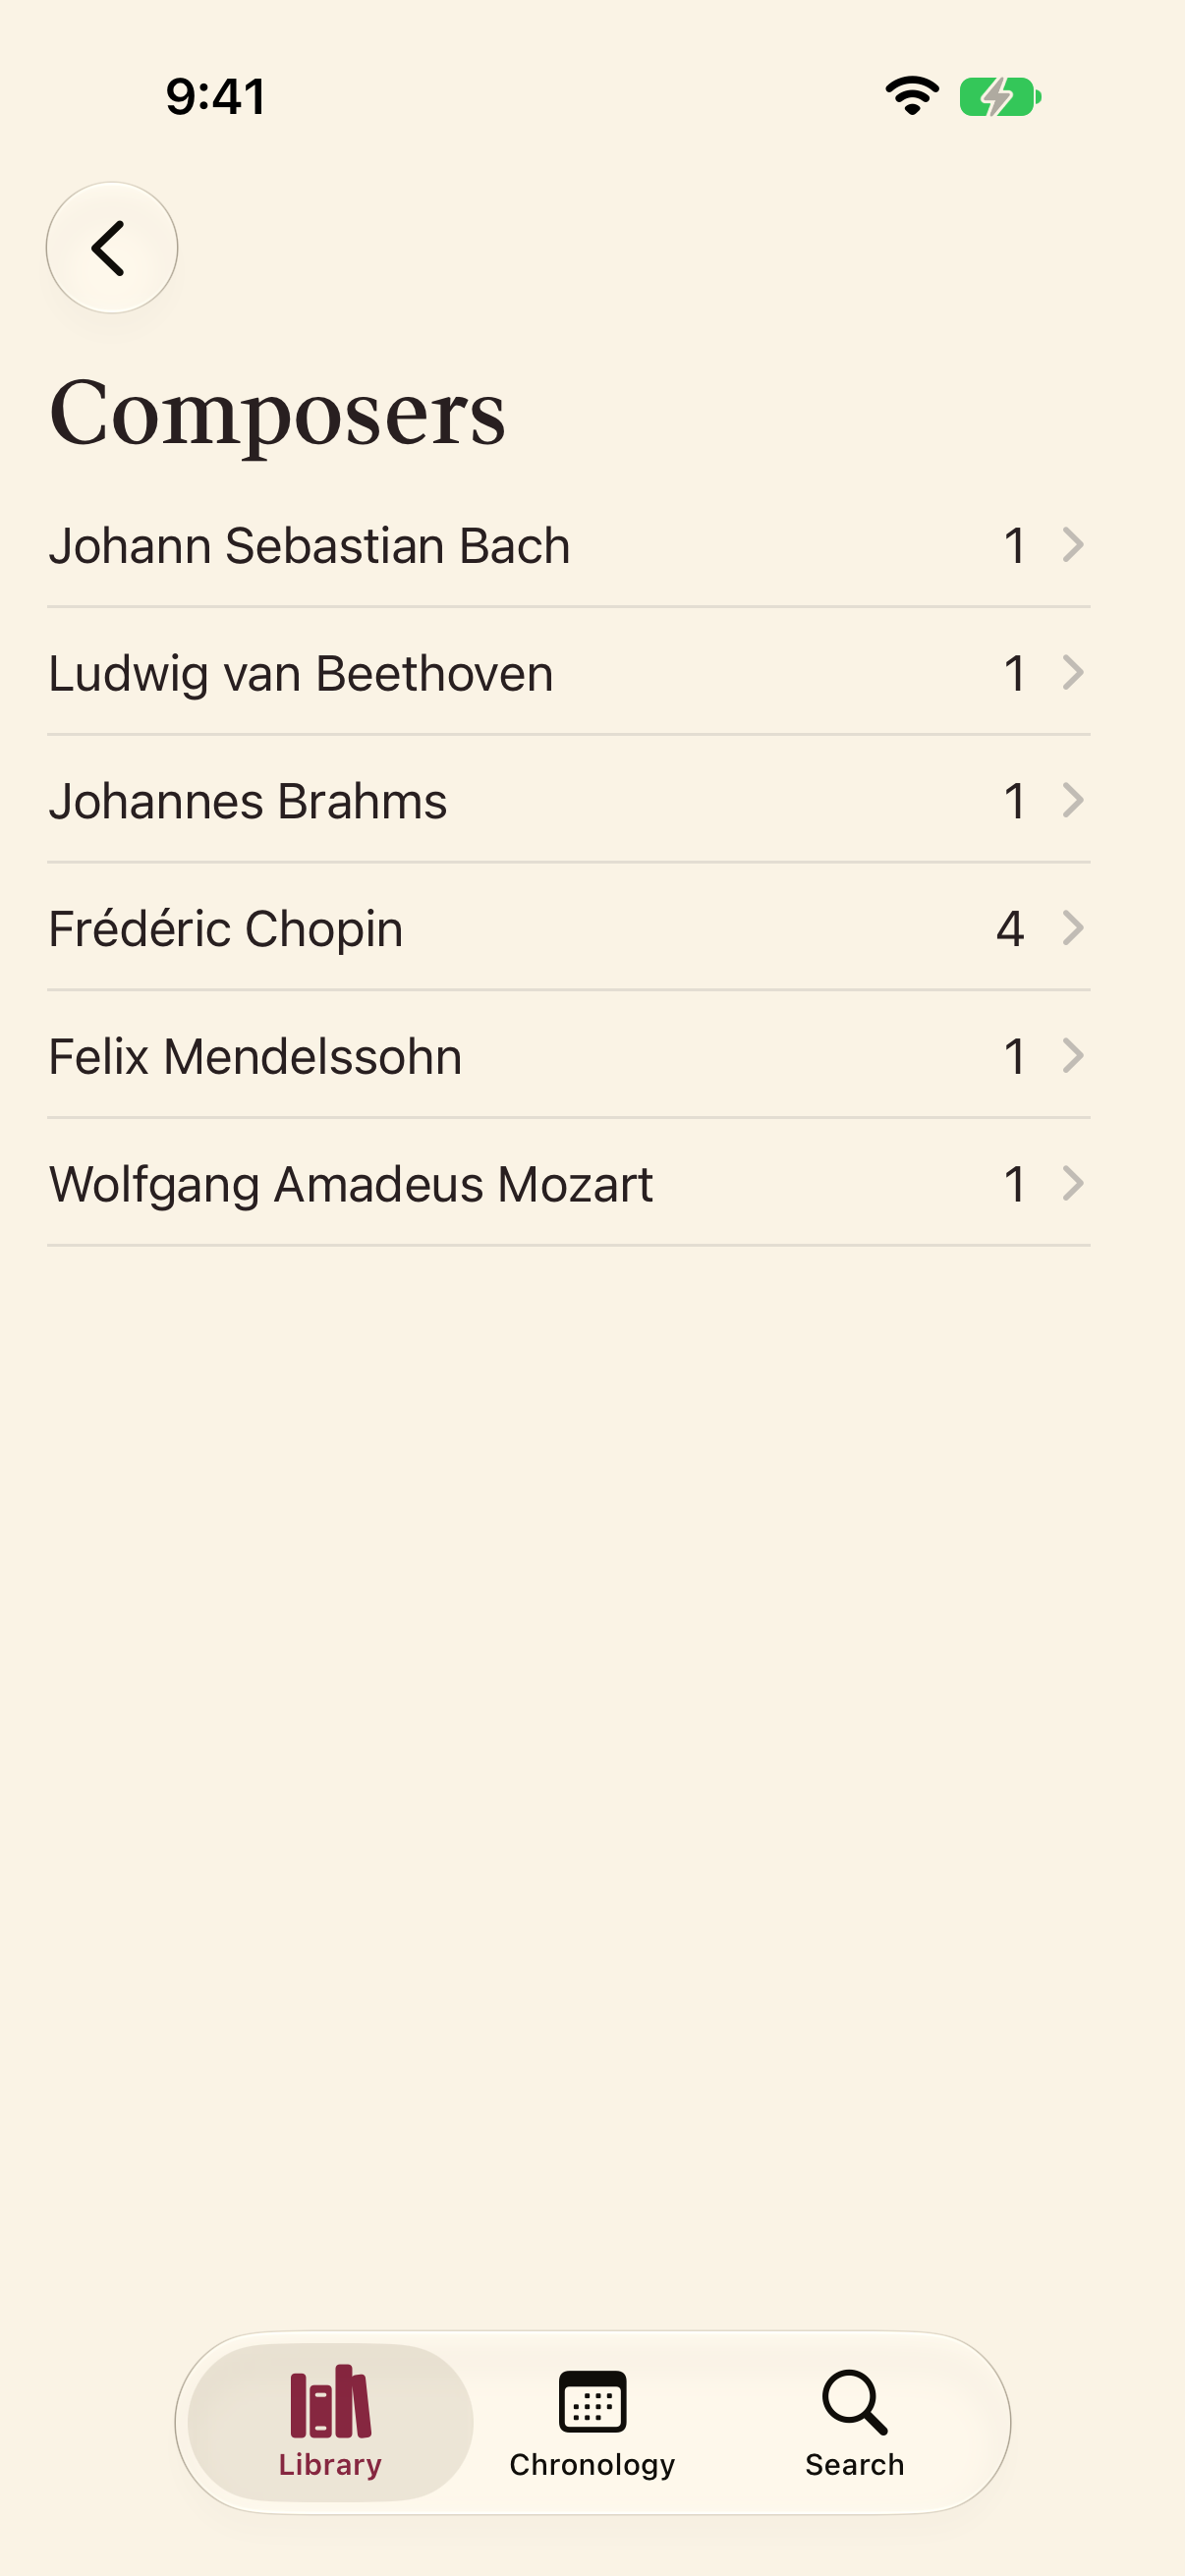 9:41
Composers
Johann Sebastian Bach 1
Ludwig van Beethoven 1
Johannes Brahms 1
Frédéric Chopin 4
Felix Mendelssohn 1
Wolfgang Amadeus Mozart 1
Library Chronology Search